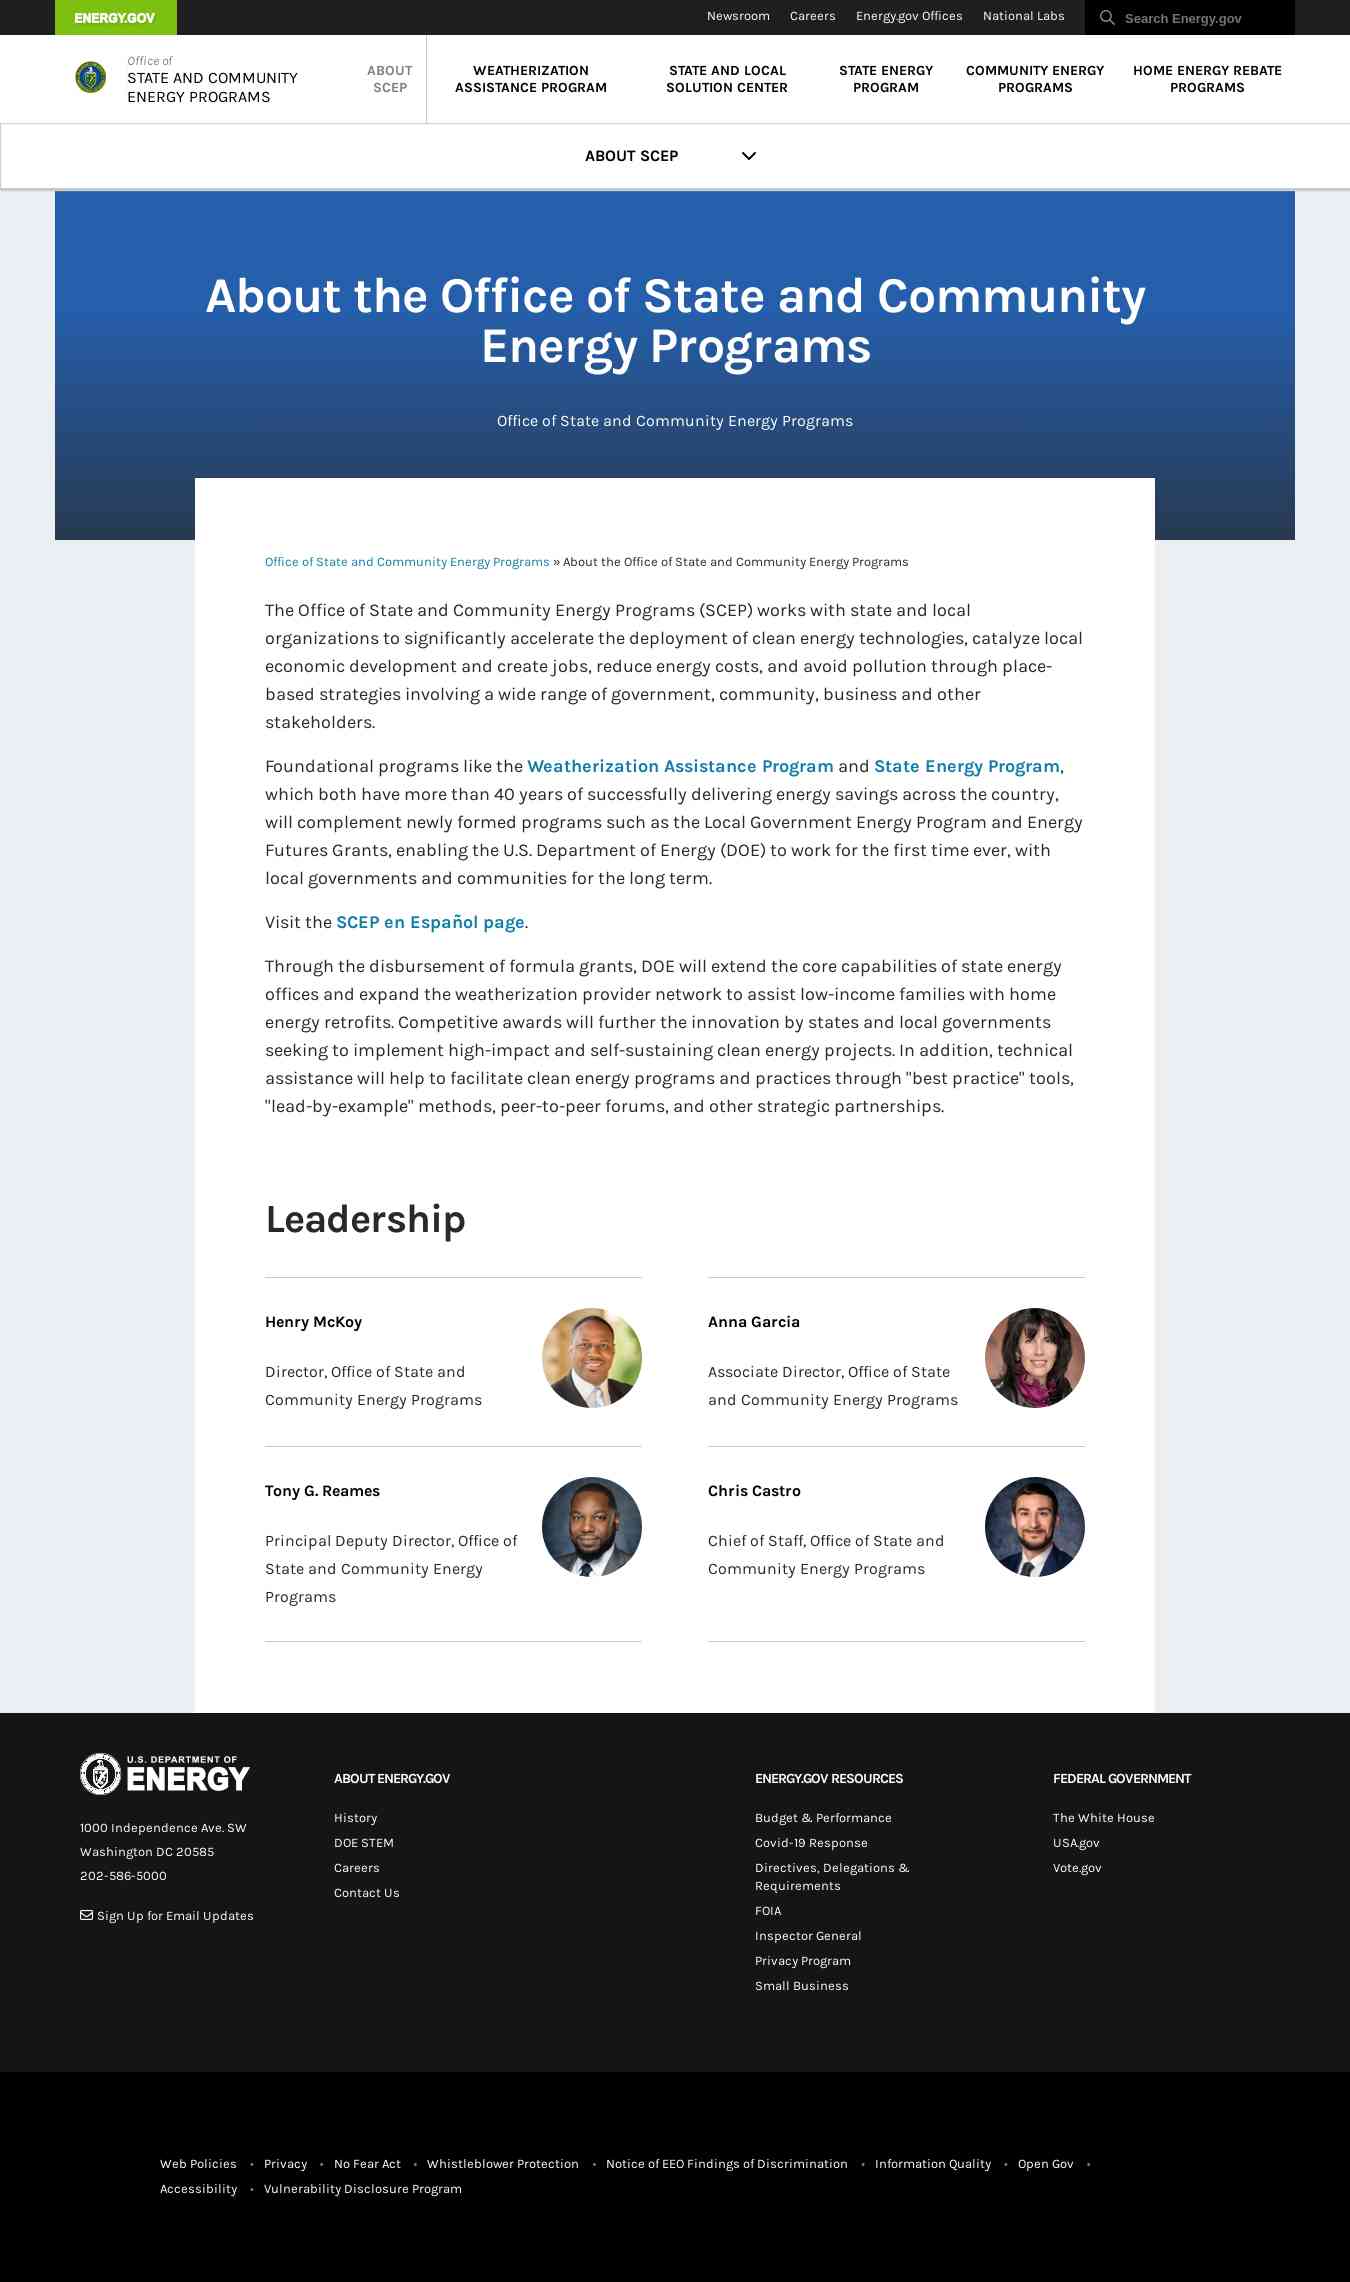 ENERGY.GOV
Newsroom Careers Energy.gov Offices National Labs Search Energy.gov
Office of
STATE AND COMMUNITY
ENERGY PROGRAMS
ABOUT
SCEP
WEATHERIZATION
ASSISTANCE PROGRAM
STATE AND LOCAL
SOLUTION CENTER
STATE ENERGY
PROGRAM
COMMUNITY ENERGY
PROGRAMS
HOME ENERGY REBATE
PROGRAMS
ABOUT SCEP
About the Office of State and Community
Energy Programs
Office of State and Community Energy Programs
Office of State and Community Energy Programs » About the Office of State and Community Energy Programs
The Office of State and Community Energy Programs (SCEP) works with state and local
organizations to significantly accelerate the deployment of clean energy technologies, catalyze local
economic development and create jobs, reduce energy costs, and avoid pollution through place-
based strategies involving a wide range of government, community, business and other
stakeholders.
Foundational programs like the Weatherization Assistance Program and State Energy Program,
which both have more than 40 years of successfully delivering energy savings across the country,
will complement newly formed programs such as the Local Government Energy Program and Energy
Futures Grants, enabling the U.S. Department of Energy (DOE) to work for the first time ever, with
local governments and communities for the long term.
Visit the SCEP en Español page.
Through the disbursement of formula grants, DOE will extend the core capabilities of state energy
offices and expand the weatherization provider network to assist low-income families with home
energy retrofits. Competitive awards will further the innovation by states and local governments
seeking to implement high-impact and self-sustaining clean energy projects. In addition, technical
assistance will help to facilitate clean energy programs and practices through "best practice" tools,
"lead-by-example" methods, peer-to-peer forums, and other strategic partnerships.
Leadership
Henry McKoy
Director, Office of State and
Community Energy Programs
Anna Garcia
Associate Director, Office of State
and Community Energy Programs
Tony G. Reames
Principal Deputy Director, Office of
State and Community Energy
Programs
Chris Castro
Chief of Staff, Office of State and
Community Energy Programs
U.S. DEPARTMENT OF
ENERGY
1000 Independence Ave. SW
Washington DC 20585
202-586-5000
Sign Up for Email Updates
ABOUT ENERGY.GOV
History
DOE STEM
Careers
Contact Us
ENERGY.GOV RESOURCES
Budget & Performance
Covid-19 Response
Directives, Delegations &
Requirements
FOIA
Inspector General
Privacy Program
Small Business
FEDERAL GOVERNMENT
The White House
USA.gov
Vote.gov
Web Policies • Privacy • No Fear Act • Whistleblower Protection • Notice of EEO Findings of Discrimination • Information Quality • Open Gov •
Accessibility • Vulnerability Disclosure Program